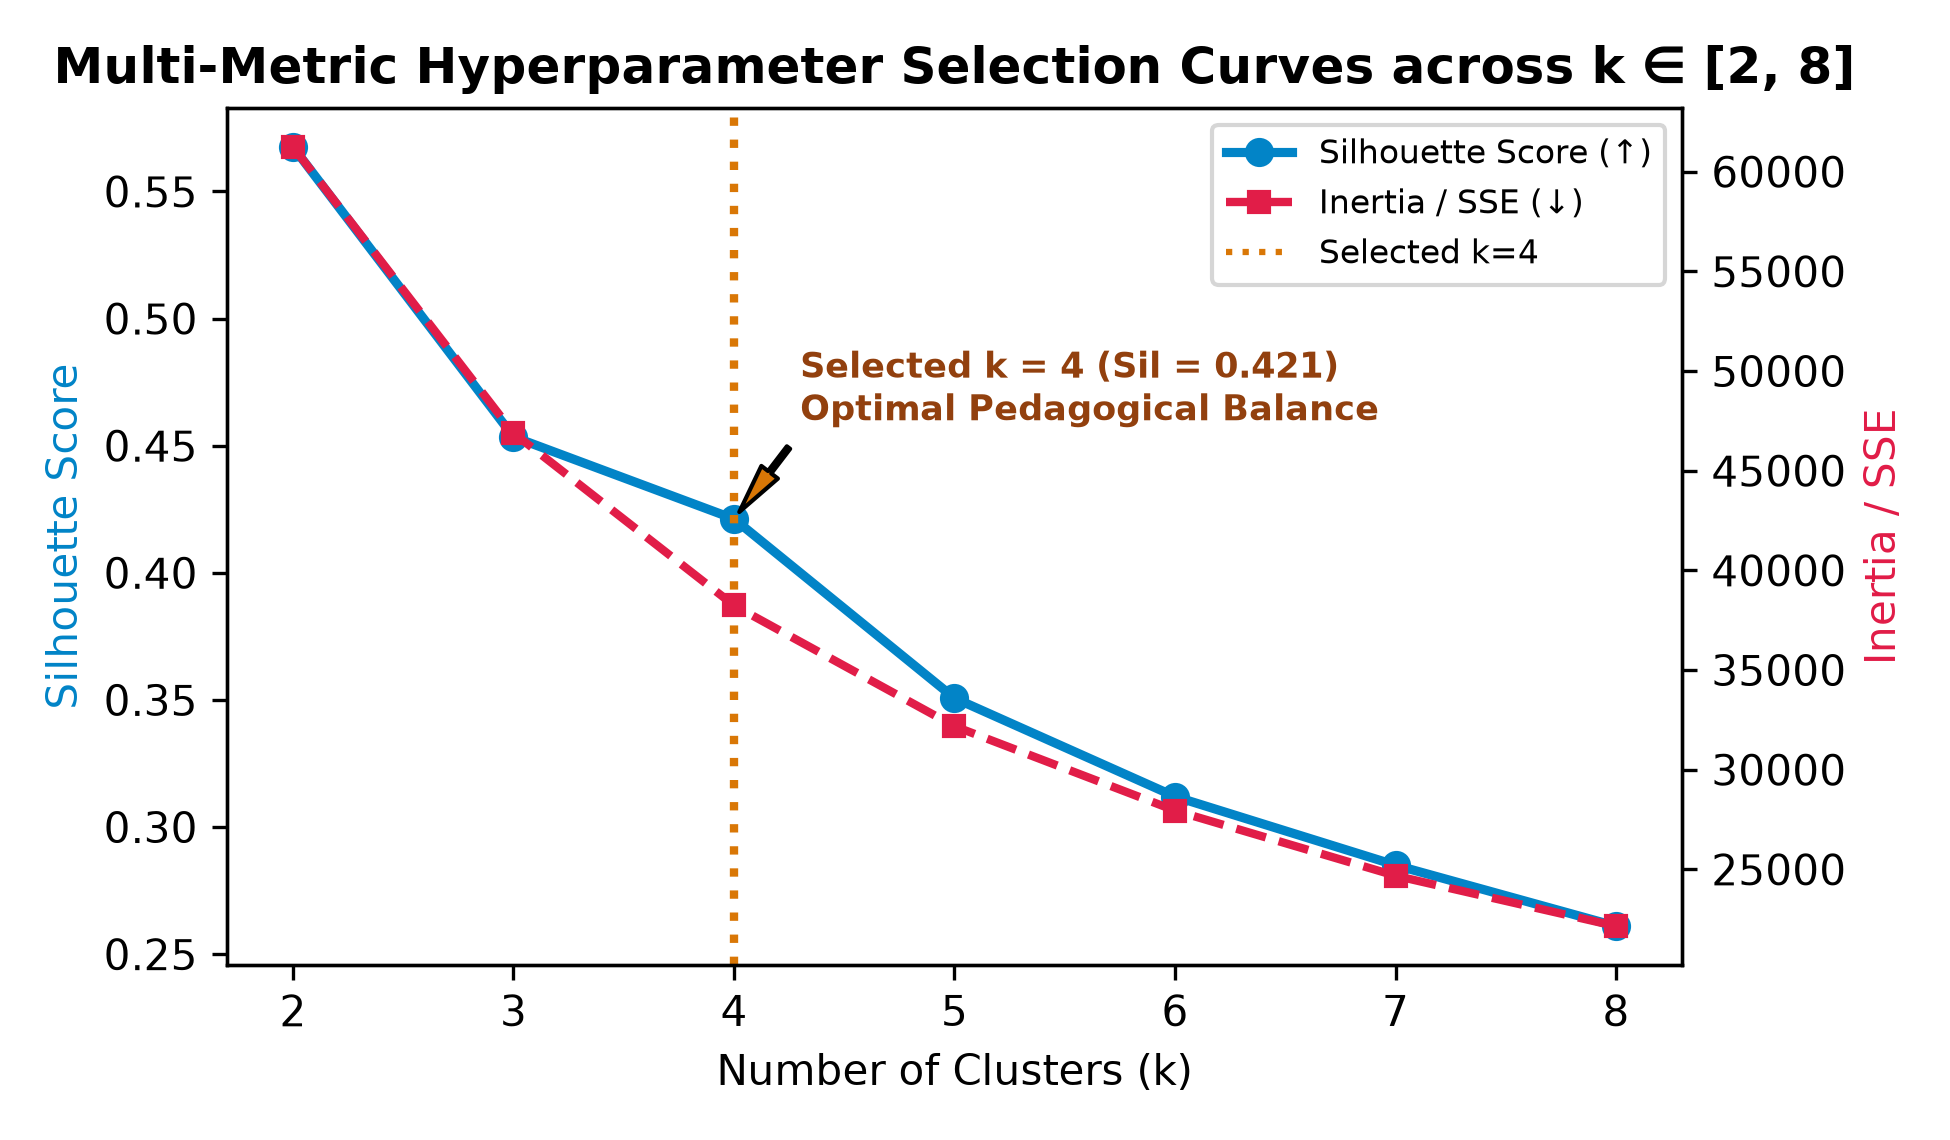 Multi-Metric Hyperparameter Selection Curves across k ∈ [2, 8]
Silhouette Score (↑)
Inertia / SSE (↓)
Selected k=4
Selected k = 4 (Sil = 0.421)
Optimal Pedagogical Balance
Silhouette Score
0.55
0.50
0.45
0.40
0.35
0.30
0.25
60000
55000
50000
45000
40000
35000
30000
25000
Inertia / SSE
2 3 4 5 6 7 8
Number of Clusters (k)